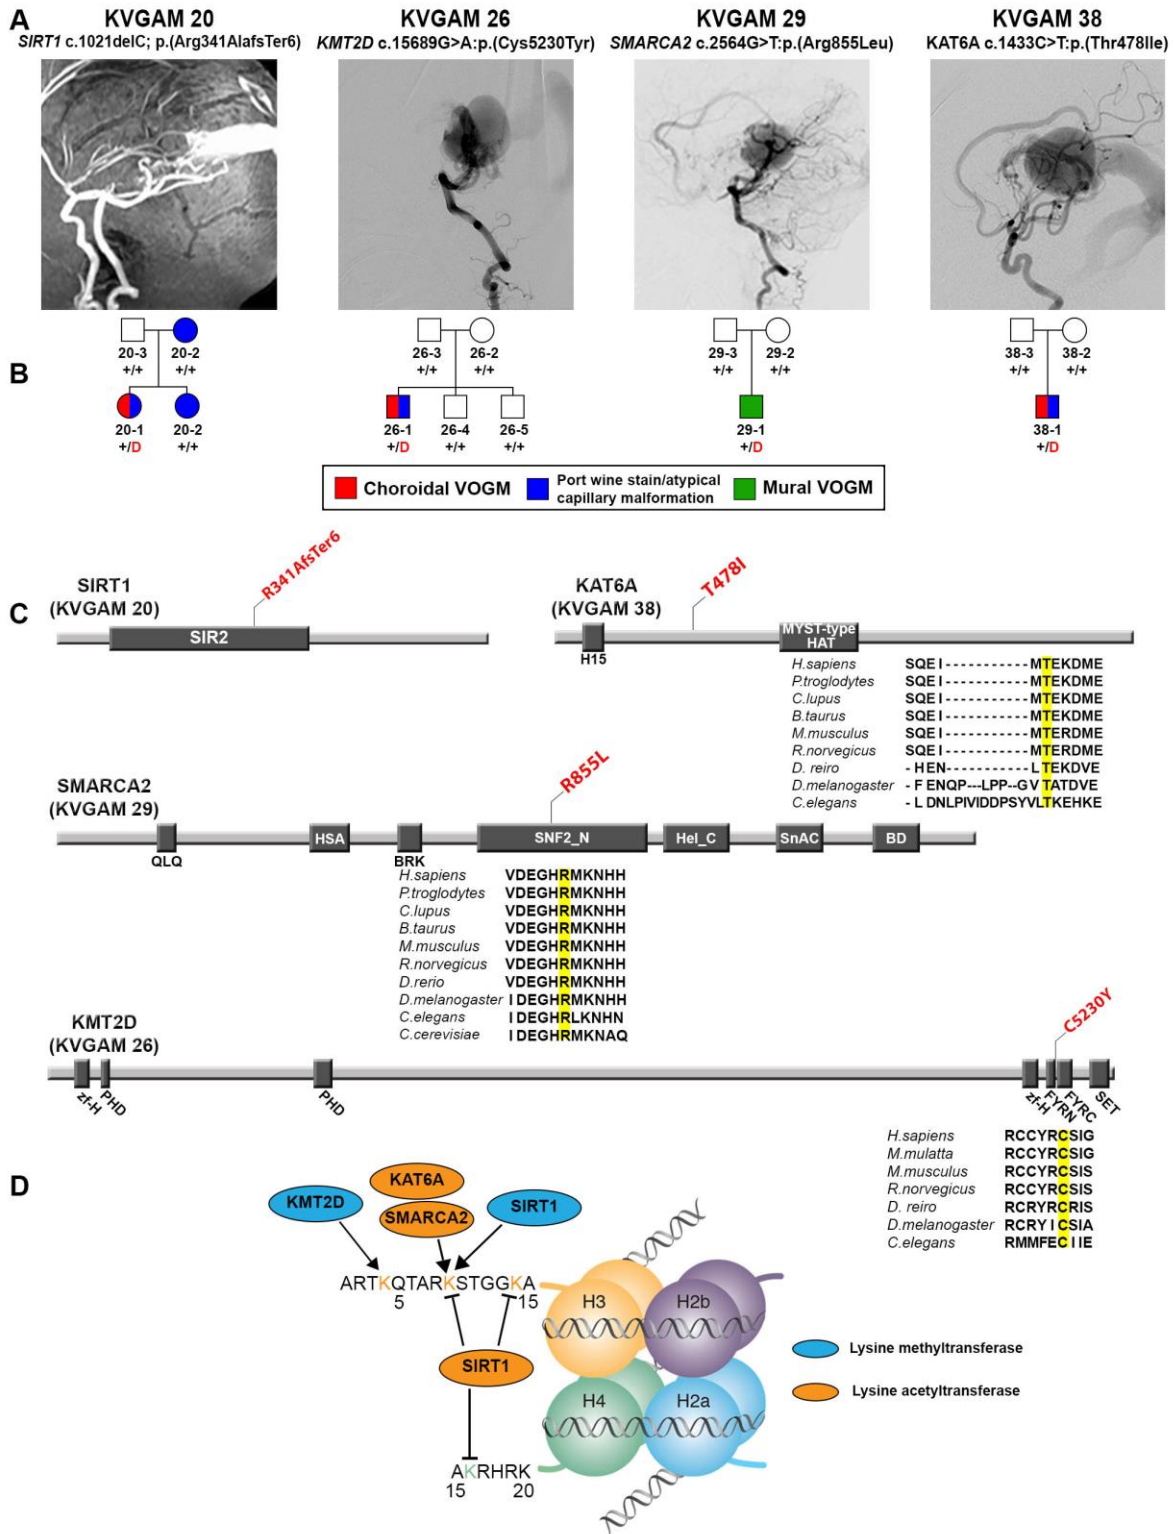 A
KVGAM 20
SIRT1 c.1021delC; p.(Arg341AlafsTer6)
KVGAM 26
KMT2D c.15689G>A:p.(Cys5230Tyr)
KVGAM 29
SMARCA2 c.2564G>T:p.(Arg855Leu)
KVGAM 38
KAT6A c.1433C>T:p.(Thr478Ile)
B
20-3
+/+
20-2
+/+
20-1
+/D
20-2
+/+
26-3
+/+
26-2
+/+
26-1
+/D
26-4
+/+
26-5
+/+
29-3
+/+
29-2
+/+
29-1
+/D
38-3
+/+
38-2
+/+
38-1
+/D
Choroidal VOGM
Port wine stain/atypical
capillary malformation
Mural VOGM
C
SIRT1
(KVGAM 20)
R341AfsTer6
SIR2
KAT6A
(KVGAM 38)
T478I
H15
MYST-type
HAT
H.sapiens SQEI------------MTEKDME
P.troglodytes SQEI------------MTEKDME
C.lupus SQEI------------MTEKDME
B.taurus SQEI------------MTEKDME
M.musculus SQEI------------MTERDME
R.norvegicus SQEI------------MTERDME
D. reiro -HEN------------LTEKDVE
D.melanogaster -FENQP---LPP--GVTATDVE
C.elegans -LDNLPIVIDDPSYVLTKEHKE
SMARCA2
(KVGAM 29)
R855L
QLQ
HSA
BRK
SNF2_N
Hel_C
SnAC
BD
H.sapiens VDEGHRMKNHH
P.troglodytes VDEGHRMKNHH
C.lupus VDEGHRMKNHH
B.taurus VDEGHRMKNHH
M.musculus VDEGHRMKNHH
R.norvegicus VDEGHRMKNHH
D.rerio VDEGHRMKNHH
D.melanogaster IDEGHRMKNHH
C.elegans IDEGHRLKNHN
C.cerevisiae IDEGHRMKNAQ
KMT2D
(KVGAM 26)
C5230Y
zf-H
PHD
PHD
zf-H
FYRN
FYRC
SET
H.sapiens RCCYRCSIG
M.mulatta RCCYRCSIG
M.musculus RCCYRCSIS
R.norvegicus RCCYRCSIS
D. reiro RCRYRCRIS
D.melanogaster RCRYICSIA
C.elegans RMMFECIIE
D
KMT2D
KAT6A
SMARCA2
SIRT1
ARTKQTARKSTGGKA
5 15
SIRT1
AKRHRK
15 20
H3
H2b
H4
H2a
Lysine methyltransferase
Lysine acetyltransferase